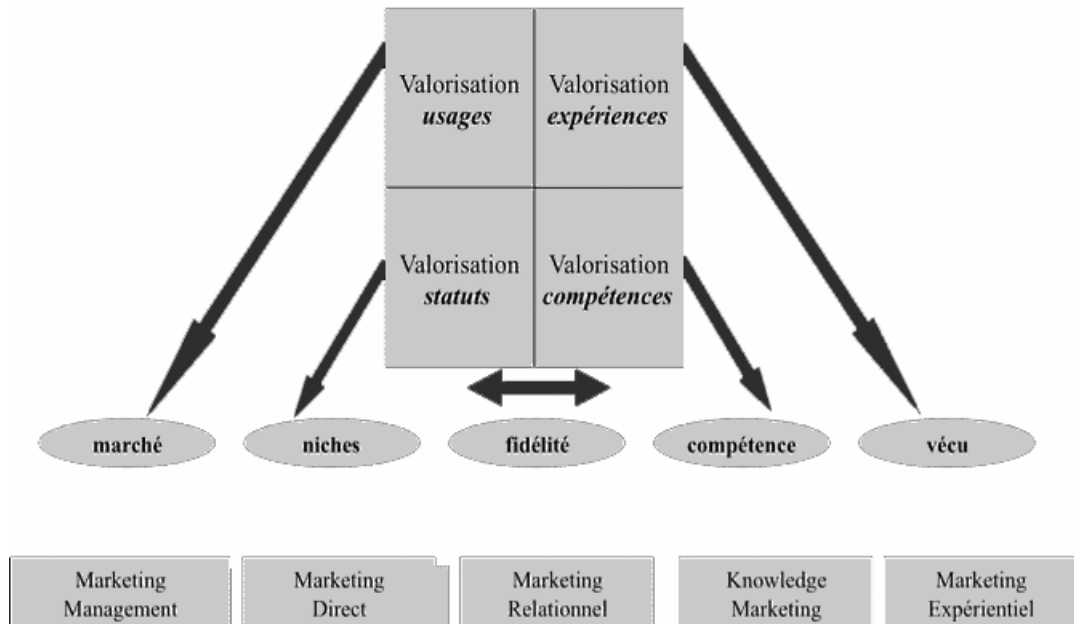 Valorisation
usages
Valorisation
expériences
Valorisation
statuts
Valorisation
compétences
marché
niches
fidélité
compétence
vécu
Marketing
Management
Marketing
Direct
Marketing
Relationnel
Knowledge
Marketing
Marketing
Expérientiel